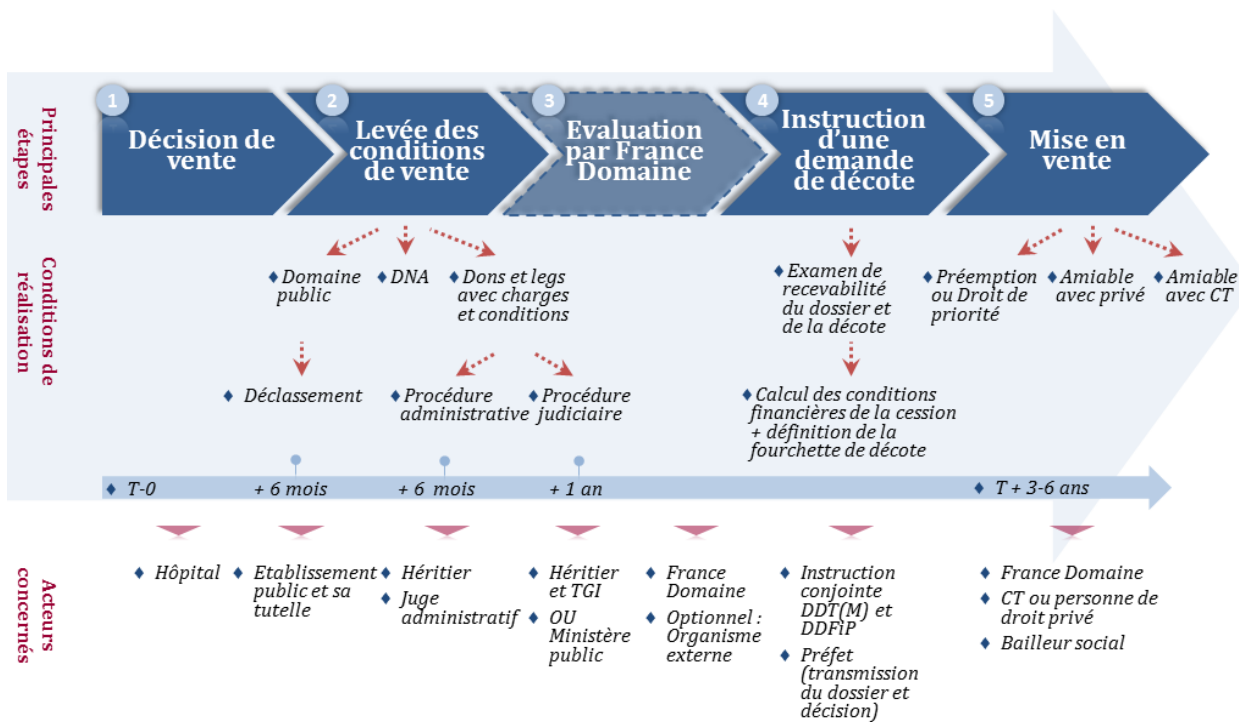 Principales
étapes
1
Décision de
vente
2
Levée des
conditions
de vente
3
Evaluation
par France
Domaine
4
Instruction
d'une
demande
de décote
5
Mise en
vente
Conditions de
réalisation
Domaine
public
DNA
Dons et legs
avec charges
et conditions
Examen de
recevabilité
du dossier et
de la décote
Préemption
ou Droit de
priorité
Amiable
avec privé
Amiable
avec CT
Déclassement
Procédure
administrative
Procédure
judiciaire
Calcul des conditions
financières de la cession
+ définition de la
fourchette de décote
T-0
+ 6 mois
+ 6 mois
+ 1 an
T + 3-6 ans
Acteurs
concernés
Hôpital
Etablissement
public et sa
tutelle
Héritier
Juge
administratif
Héritier
et TGI
OU
Ministère
public
France
Domaine
Optionnel :
Organisme
externe
Instruction
conjointe
DDT(M) et
DDFiP
Préfet
(transmission
du dossier et
décision)
France Domaine
CT ou personne de
droit privé
Bailleur social